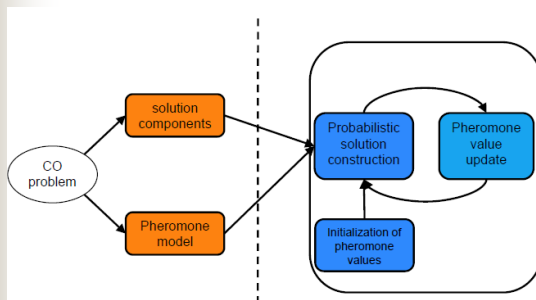 CO
problem
solution
components
Pheromone
model
Probabilistic
solution
construction
Pheromone
value
update
Initialization of
pheromone
values